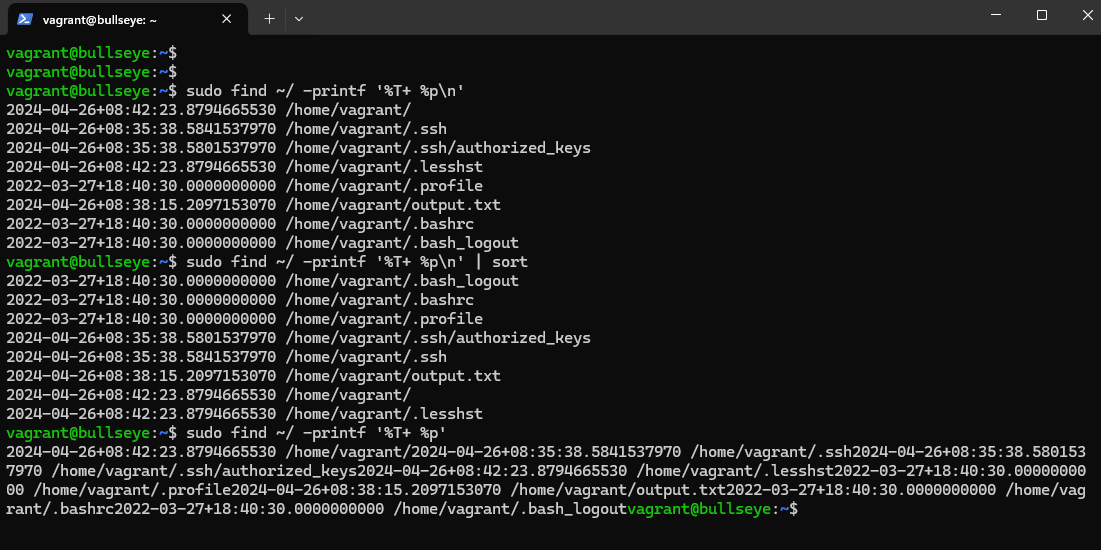 vagrant@bullseye: ~
vagrant@bullseye:~$
vagrant@bullseye:~$
vagrant@bullseye:~$ sudo find ~/ -printf '%T+ %p\n'
2024-04-26+08:42:23.8794665530 /home/vagrant/
2024-04-26+08:35:38.5841537970 /home/vagrant/.ssh
2024-04-26+08:35:38.5801537970 /home/vagrant/.ssh/authorized_keys
2024-04-26+08:42:23.8794665530 /home/vagrant/.lesshst
2022-03-27+18:40:30.0000000000 /home/vagrant/.profile
2024-04-26+08:38:15.2097153070 /home/vagrant/output.txt
2022-03-27+18:40:30.0000000000 /home/vagrant/.bashrc
2022-03-27+18:40:30.0000000000 /home/vagrant/.bash_logout
vagrant@bullseye:~$ sudo find ~/ -printf '%T+ %p\n' | sort
2022-03-27+18:40:30.0000000000 /home/vagrant/.bash_logout
2022-03-27+18:40:30.0000000000 /home/vagrant/.bashrc
2022-03-27+18:40:30.0000000000 /home/vagrant/.profile
2024-04-26+08:35:38.5801537970 /home/vagrant/.ssh/authorized_keys
2024-04-26+08:35:38.5841537970 /home/vagrant/.ssh
2024-04-26+08:38:15.2097153070 /home/vagrant/output.txt
2024-04-26+08:42:23.8794665530 /home/vagrant/
2024-04-26+08:42:23.8794665530 /home/vagrant/.lesshst
vagrant@bullseye:~$ sudo find ~/ -printf '%T+ %p'
2024-04-26+08:42:23.8794665530 /home/vagrant/2024-04-26+08:35:38.5841537970 /home/vagrant/.ssh2024-04-26+08:35:38.580153
7970 /home/vagrant/.ssh/authorized_keys2024-04-26+08:42:23.8794665530 /home/vagrant/.lesshst2022-03-27+18:40:30.00000000
00 /home/vagrant/.profile2024-04-26+08:38:15.2097153070 /home/vagrant/output.txt2022-03-27+18:40:30.0000000000 /home/vag
rant/.bashrc2022-03-27+18:40:30.0000000000 /home/vagrant/.bash_logoutvagrant@bullseye:~$